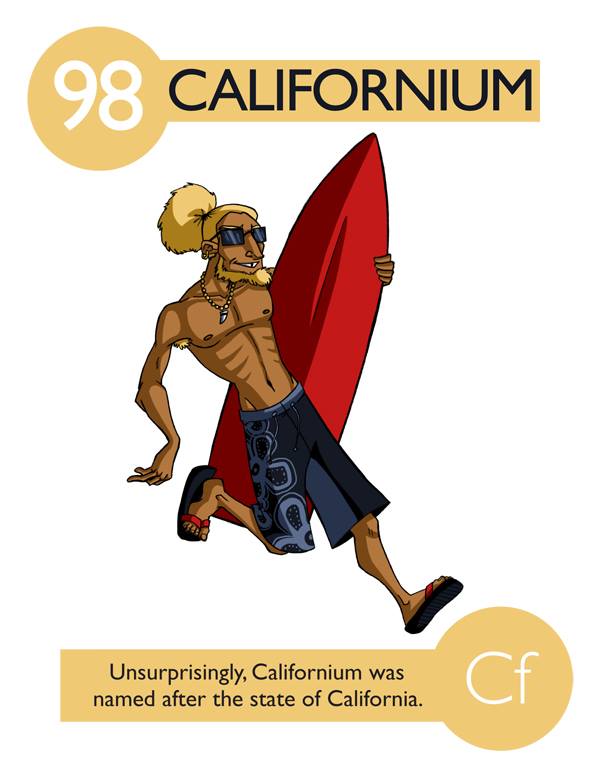 98 CALIFORNIUM
Unsurprisingly, Californium was
named after the state of California.
Cf